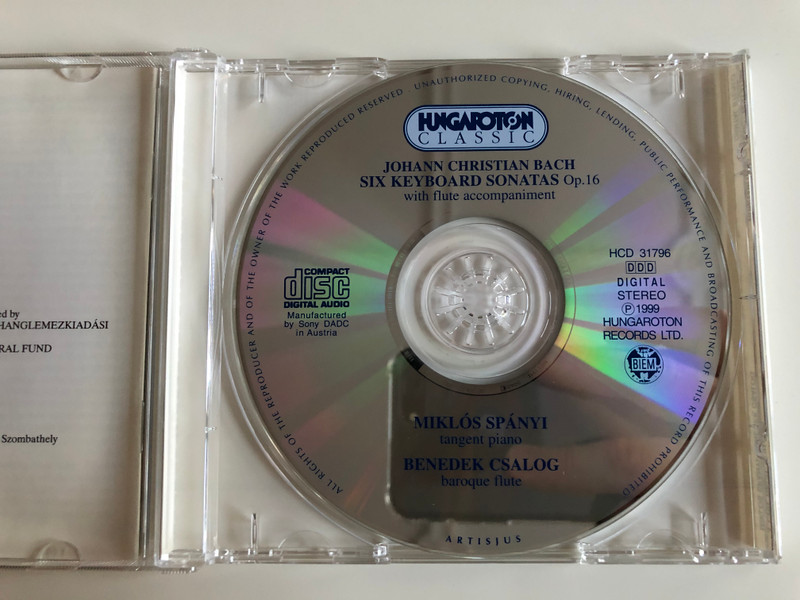 ed by
HANGLEMEZKIADÁSI
RAL FUND
Szombathely
ALL RIGHTS OF THE REPRODUCER AND OF THE OWNER OF THE WORK REPRODUCED RESERVED UNAUTHORIZED COPYING, HIRING, LENDING, PUBLIC PERFORMANCE AND BROADCASTING OF THIS RECORD PROHIBITED
HUNGAROTON
CLASSIC
JOHANN CHRISTIAN BACH
SIX KEYBOARD SONATAS Op.16
with flute accompaniment
COMPACT
disc
DIGITAL AUDIO
Manufactured
by Sony DADC
in Austria
HCD 31796
DDD
DIGITAL
STEREO
℗ 1999
HUNGAROTON
RECORDS LTD.
BIEM
MIKLÓS SPÁNYI
tangent piano
BENEDEK CSALOG
baroque flute
ARTISJUS